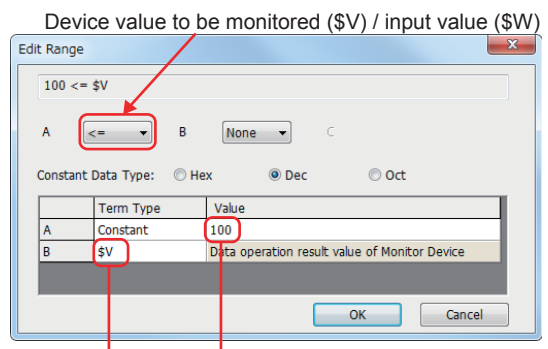 Device value to be monitored ($V) / input value ($W)
Edit Range
x
100 <= $V
A <= B None C
Constant Data Type: Hex Dec Oct
Term Type Value
A Constant 100
B $V Data operation result value of Monitor Device
OK Cancel